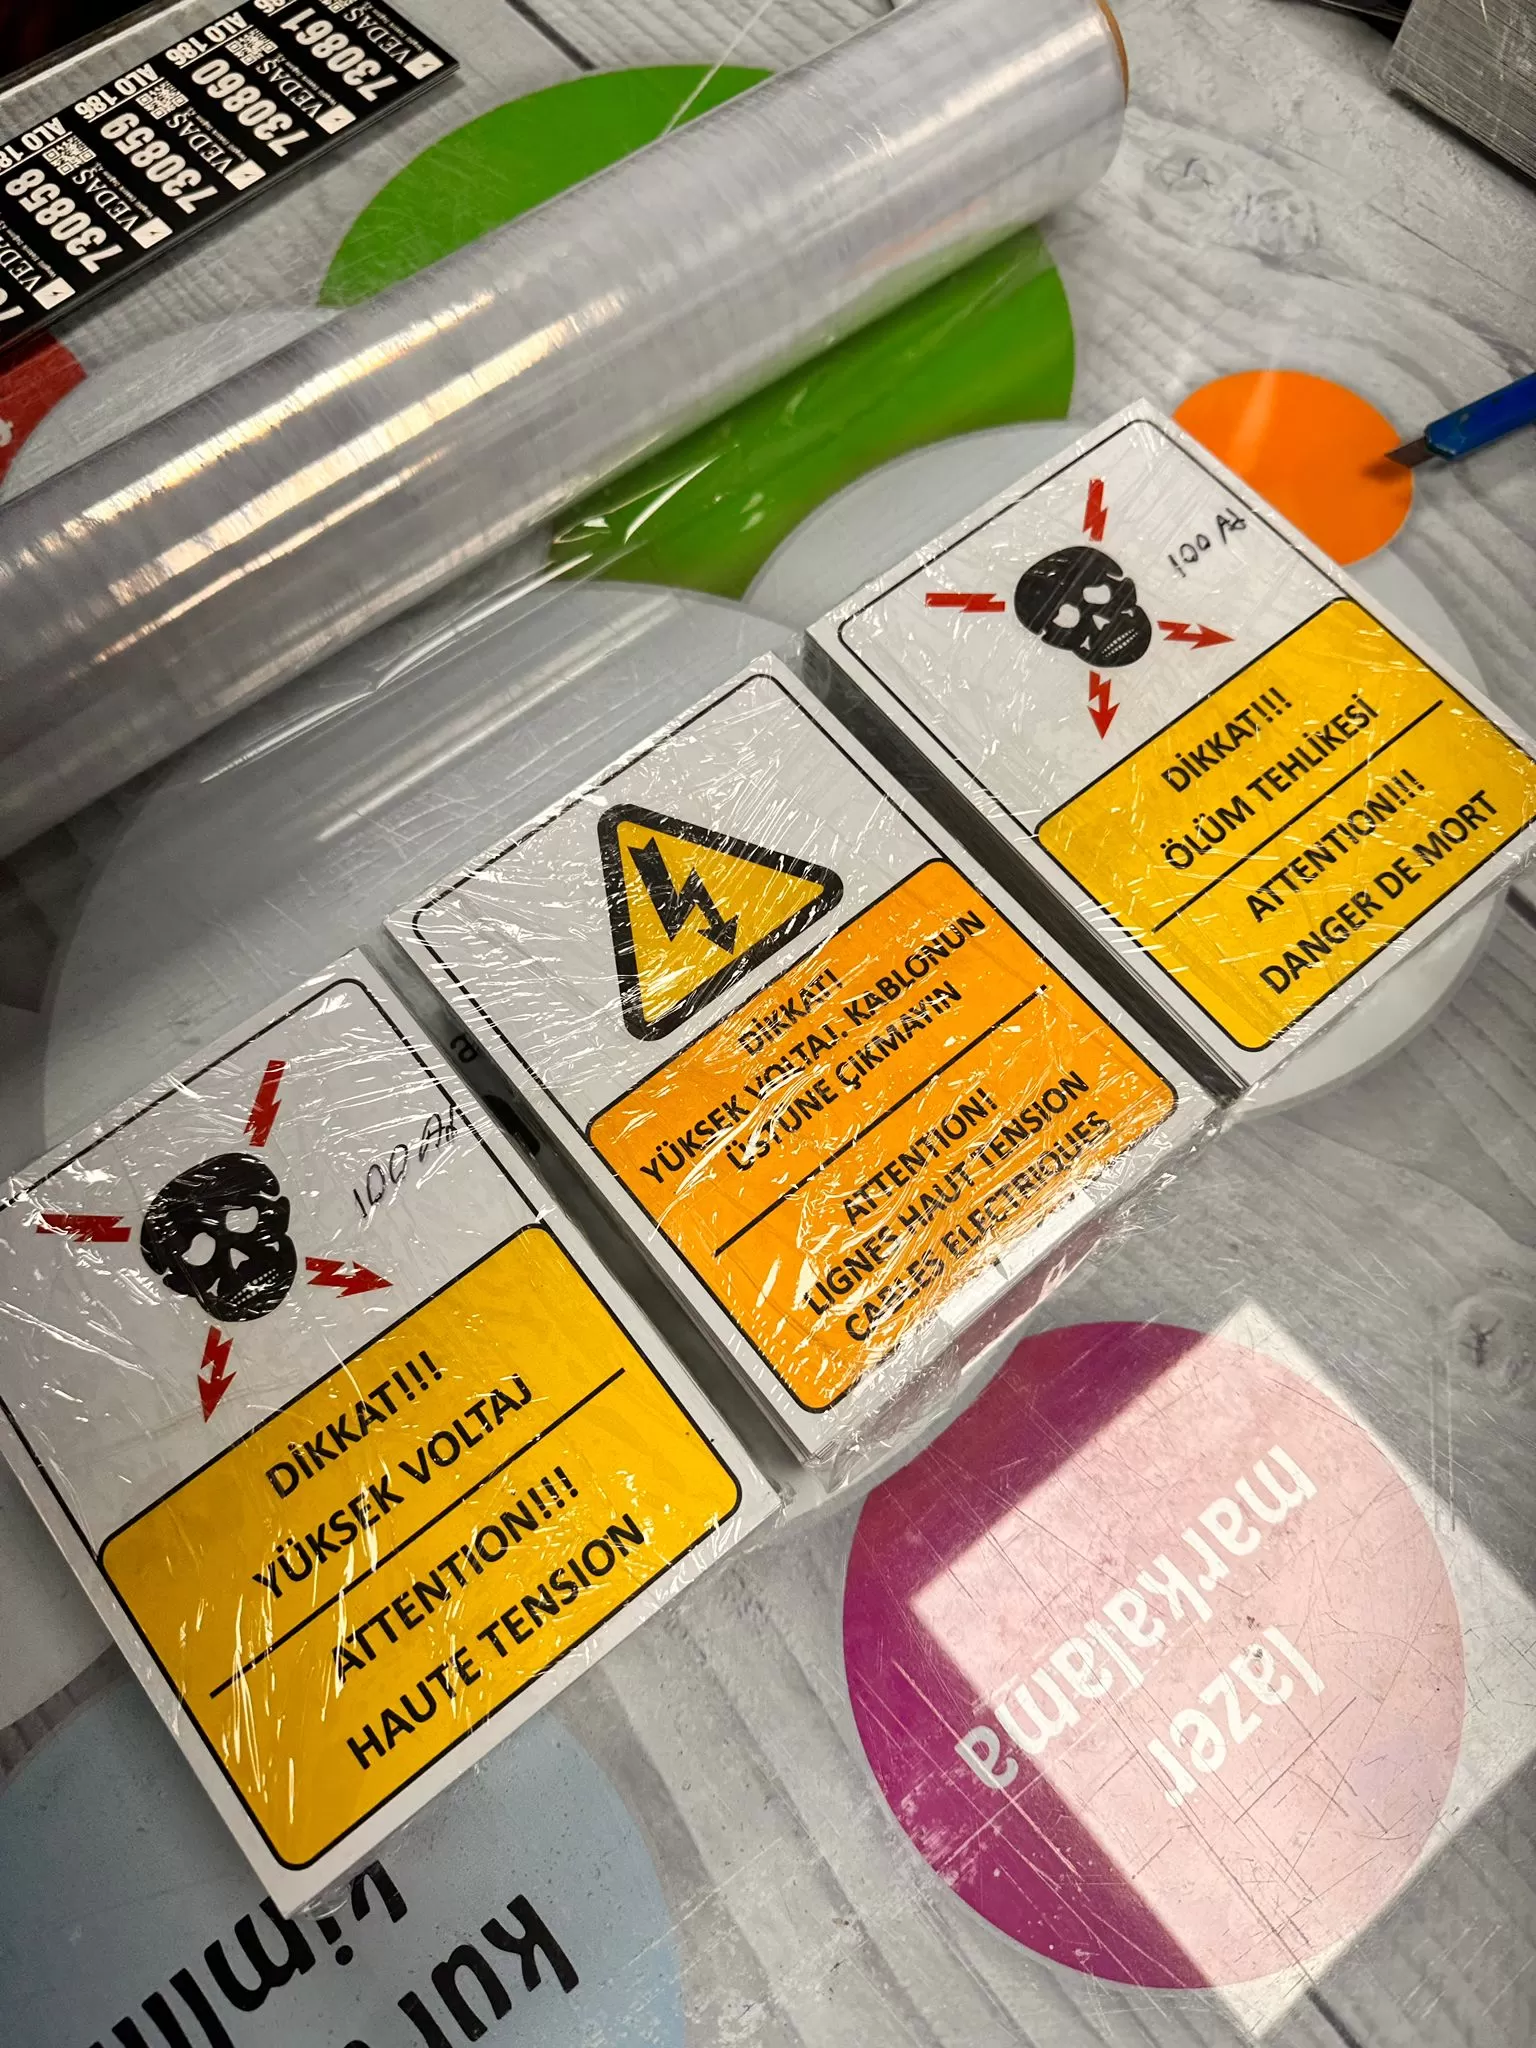 ALO 186
730861
VEDAŞ
ALO 186
730860
VEDAŞ
ALO 186
730859
VEDAŞ
730858
VEDAŞ
100 Ad
DİKKAT!!!
ÖLÜM TEHLİKESİ
ATTENTION!!!
DANGER DE MORT
DİKKAT!
YÜKSEK VOLTAJ. KABLONUN
ÜSTÜNE ÇIKMAYIN
ATTENTION!
LIGNES HAUT TENSION
CABLES ELECTRIQUES
100 Ad
DİKKAT!!!
YÜKSEK VOLTAJ
ATTENTION!!!
HAUTE TENSION
lazer
markalama